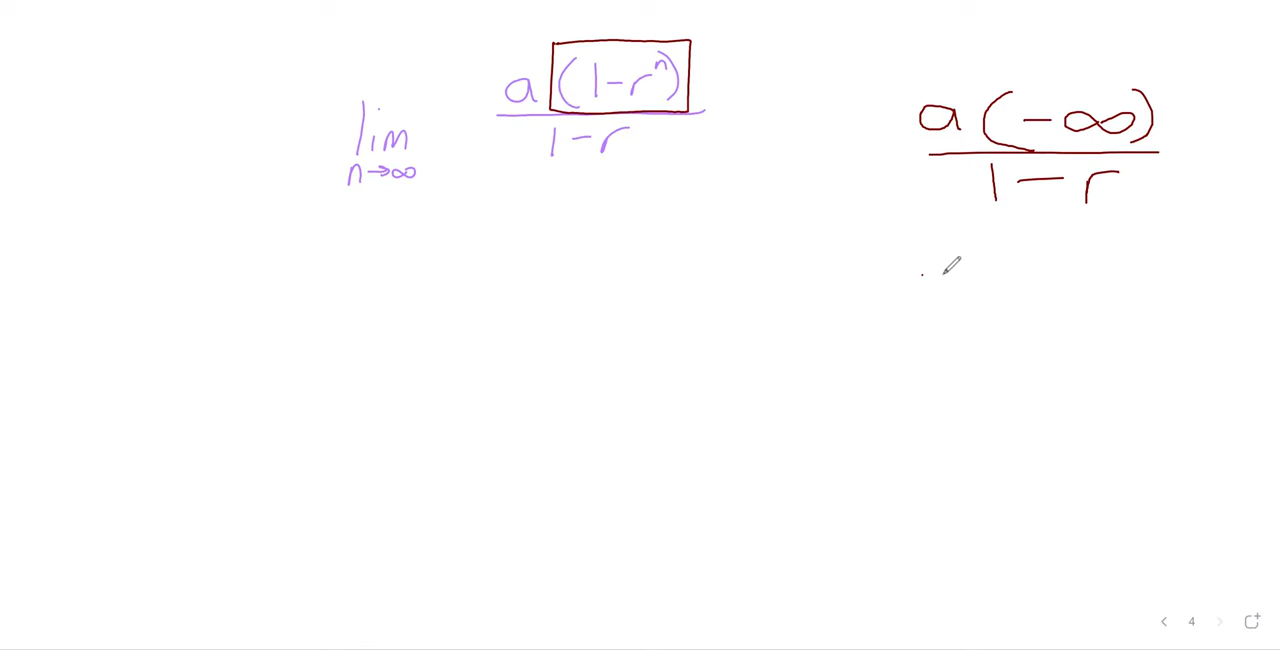 lim n→∞ a(1-r^n)/(1-r)
a(-∞)/(1-r)
4